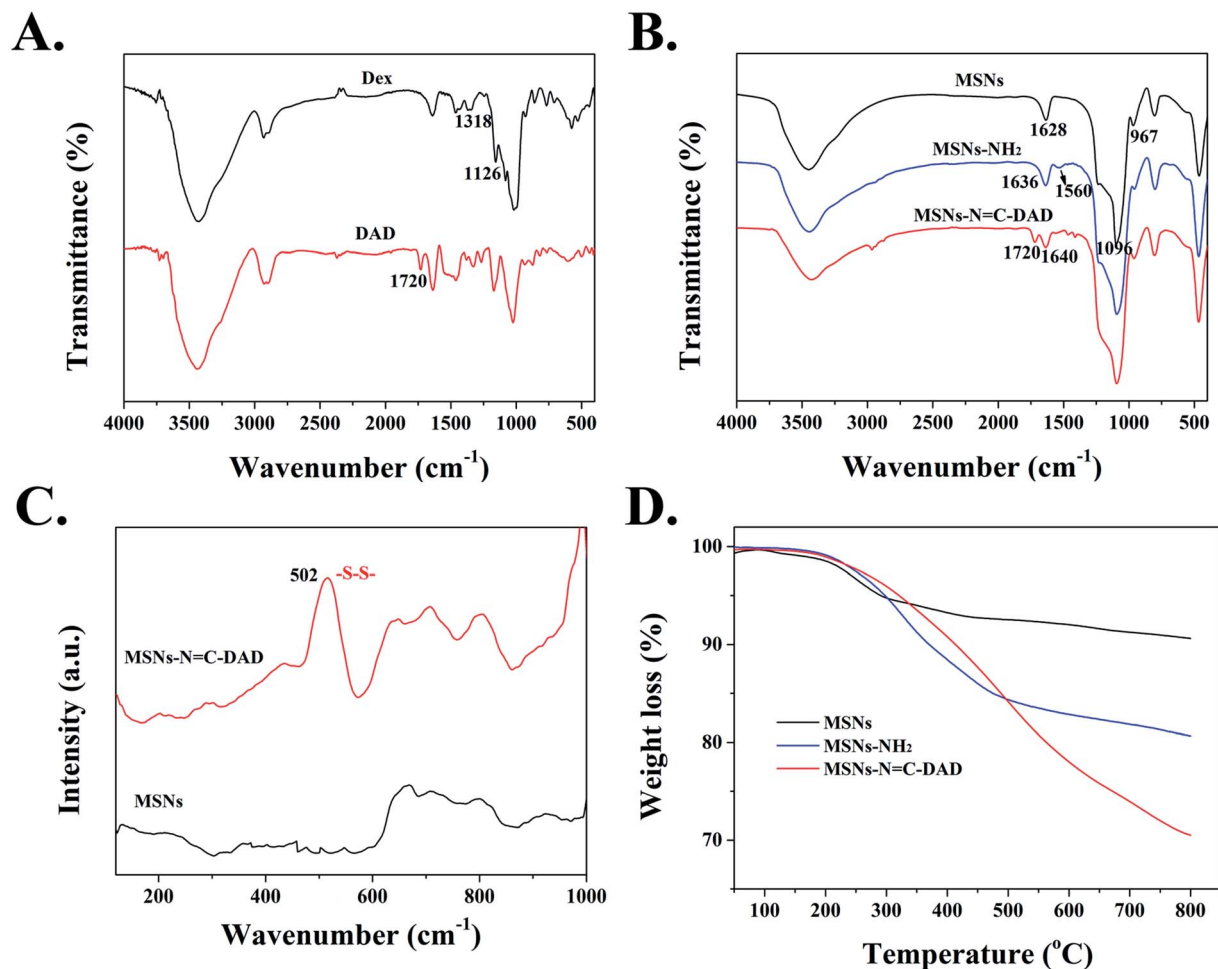 A.
Dex
1318
1126
DAD
1720
Transmittance (%)
4000 3500 3000 2500 2000 1500 1000 500
Wavenumber (cm-1)
B.
MSNs
1628
967
MSNs-NH2
1636
1560
MSNs-N=C-DAD
1720
1640
1096
Transmittance (%)
4000 3500 3000 2500 2000 1500 1000 500
Wavenumber (cm-1)
C.
502
-S-S-
MSNs-N=C-DAD
MSNs
Intensity (a.u.)
200 400 600 800 1000
Wavenumber (cm-1)
D.
100
90
80
70
Weight loss (%)
MSNs
MSNs-NH2
MSNs-N=C-DAD
100 200 300 400 500 600 700 800
Temperature (oC)